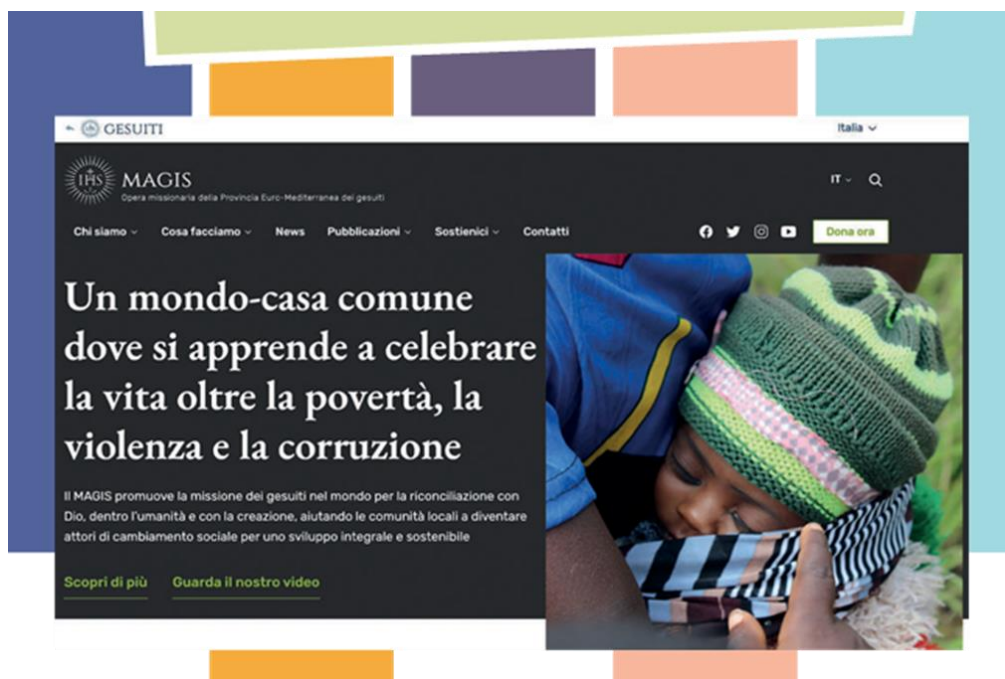 GESUITI
Italia
IHS
MAGIS
Opera missionaria della Provincia Euro-Mediterranea dei gesuiti
IT
Chi siamo
Cosa facciamo
News
Pubblicazioni
Sostienici
Contatti
Dona ora
Un mondo-casa comune
dove si apprende a celebrare
la vita oltre la povertà, la
violenza e la corruzione
Il MAGIS promuove la missione dei gesuiti nel mondo per la riconciliazione con
Dio, dentro l'umanità e con la creazione, aiutando le comunità locali a diventare
attori di cambiamento sociale per uno sviluppo integrale e sostenibile
Scopri di più
Guarda il nostro video